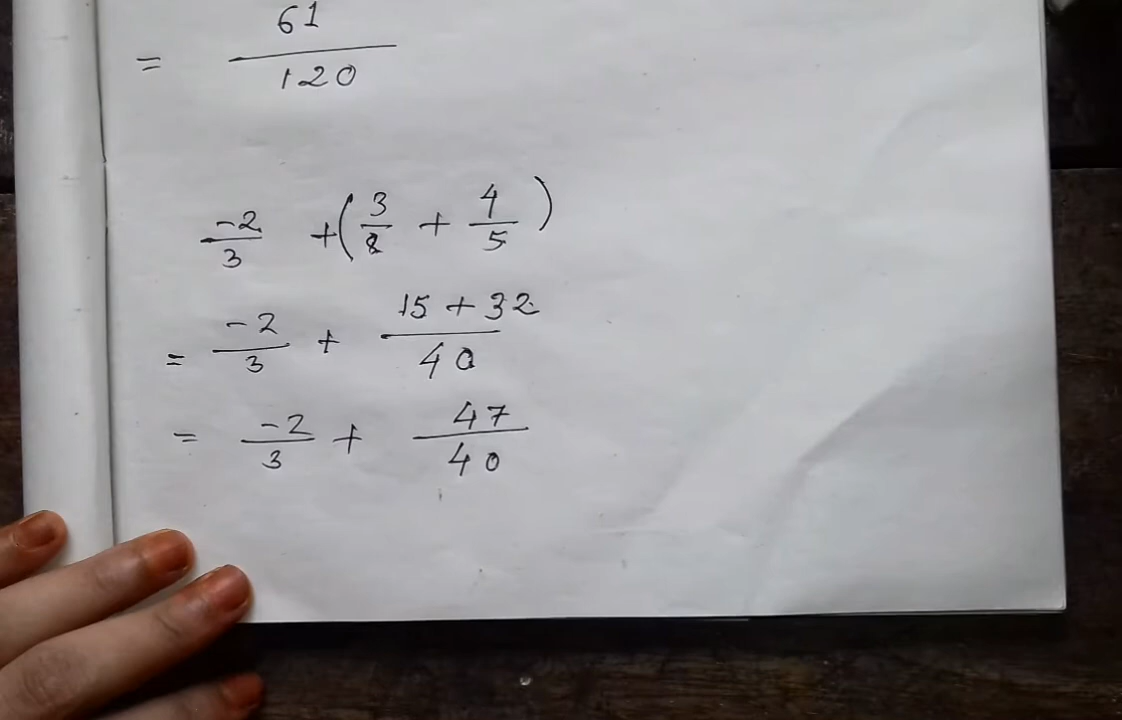 = 61/120
-2/3 + (3/8 + 4/5)
= -2/3 + 15 + 32/40
= -2/3 + 47/40